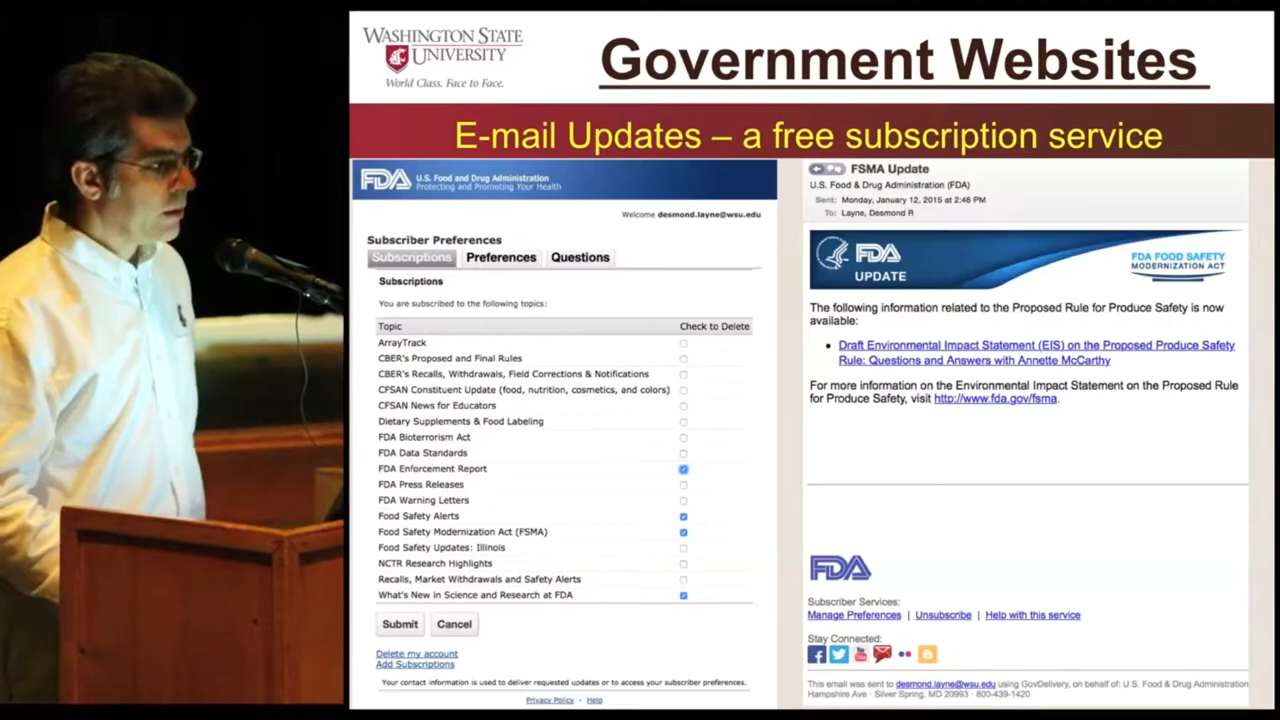 WASHINGTON STATE
UNIVERSITY
World Class. Face to Face.
Government Websites
E-mail Updates – a free subscription service
FDA U.S. Food and Drug Administration
Protecting and Promoting Your Health
Welcome desmond.layne@wsu.edu
Subscriber Preferences
Subscriptions Preferences Questions
Subscriptions
You are subscribed to the following topics:
Topic Check to Delete
ArrayTrack
CBER's Proposed and Final Rules
CBER's Recalls, Withdrawals, Field Corrections & Notifications
CFSAN Constituent Update (food, nutrition, cosmetics, and colors)
CFSAN News for Educators
Dietary Supplements & Food Labeling
FDA Bioterrorism Act
FDA Data Standards
FDA Enforcement Report
FDA Press Releases
FDA Warning Letters
Food Safety Alerts
Food Safety Modernization Act (FSMA)
Food Safety Updates: Illinois
NCTR Research Highlights
Recalls, Market Withdrawals and Safety Alerts
What's New in Science and Research at FDA
Submit Cancel
Delete my account
Add Subscriptions
Your contact information is used to deliver requested updates or to access your subscriber preferences.
Privacy Policy - Help
FSMA Update
U.S. Food & Drug Administration (FDA)
Sent: Monday, January 12, 2015 at 2:46 PM
To: Layne, Desmond R
FDA
UPDATE
FDA FOOD SAFETY
MODERNIZATION ACT
The following information related to the Proposed Rule for Produce Safety is now
available:
• Draft Environmental Impact Statement (EIS) on the Proposed Produce Safety
Rule: Questions and Answers with Annette McCarthy
For more information on the Environmental Impact Statement on the Proposed Rule
for Produce Safety, visit http://www.fda.gov/fsma.
FDA
Subscriber Services:
Manage Preferences | Unsubscribe | Help with this service
Stay Connected:
You Tube
This email was sent to desmond.layne@wsu.edu using GovDelivery, on behalf of: U.S. Food & Drug Administration
Hampshire Ave · Silver Spring, MD 20993 · 800-439-1420